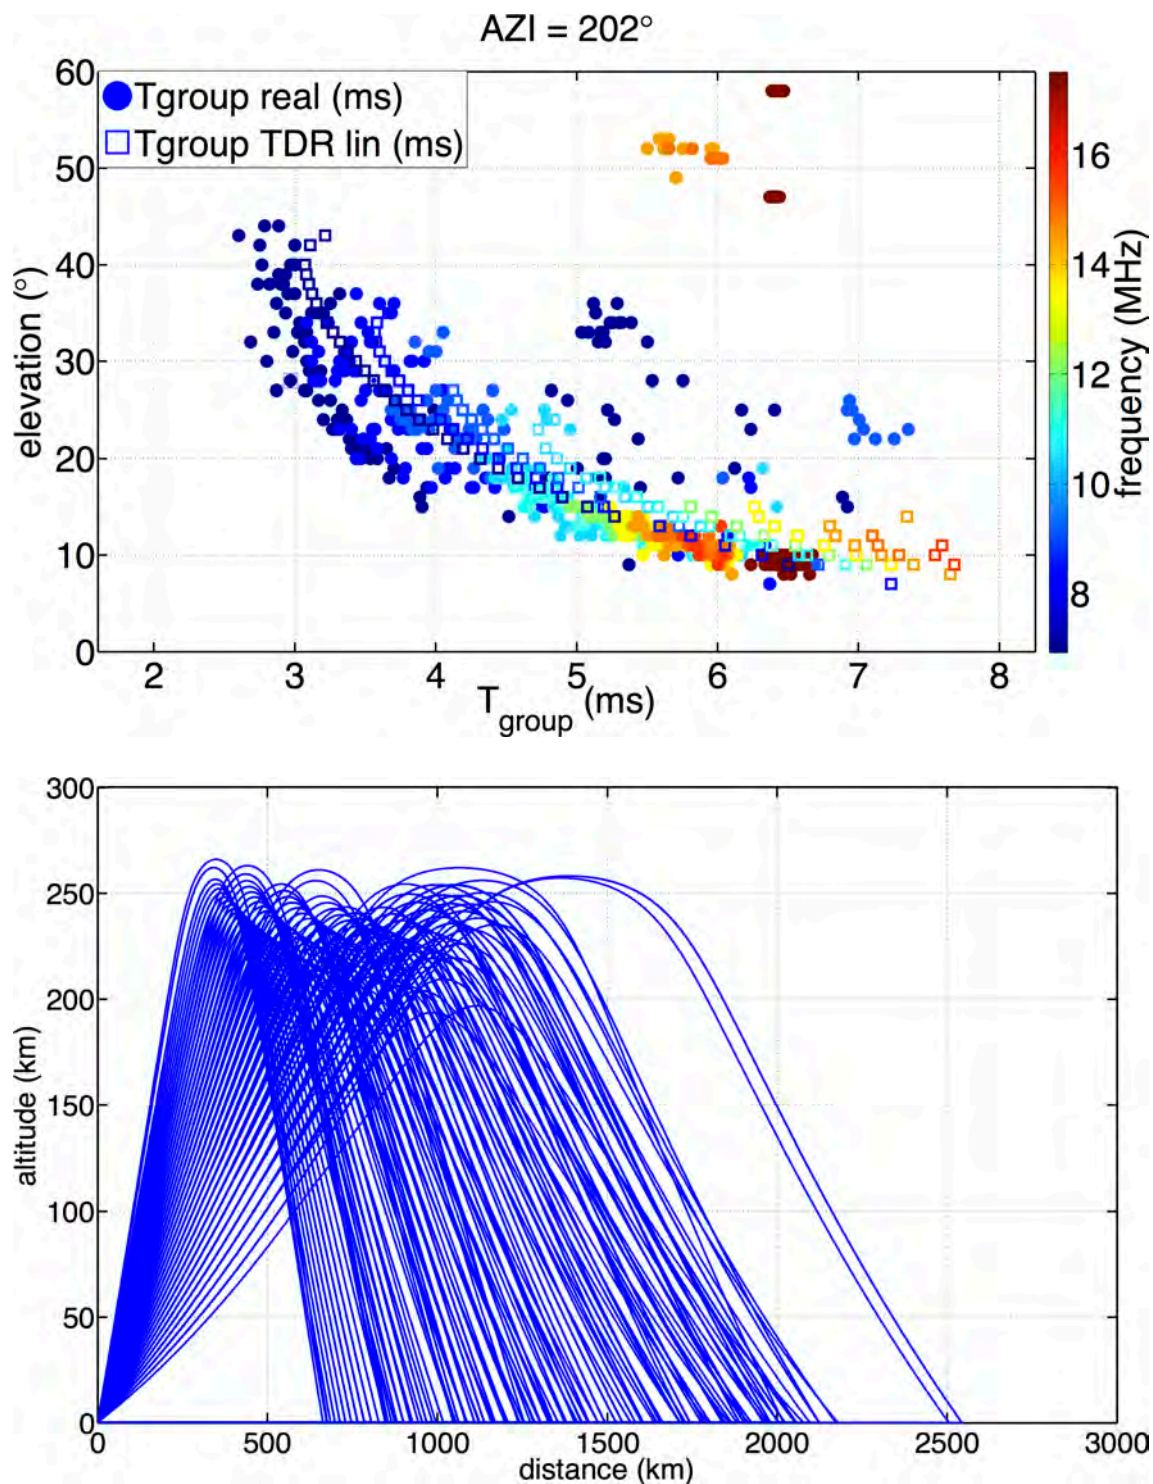 AZI = 202°
Tgroup real (ms)
Tgroup TDR lin (ms)
elevation (°)
60
50
40
30
20
10
0
2 3 4 5 6 7 8
Tgroup (ms)
16
14
12
10
8
frequency (MHz)
altitude (km)
300
250
200
150
100
50
0
0 500 1000 1500 2000 2500 3000
distance (km)